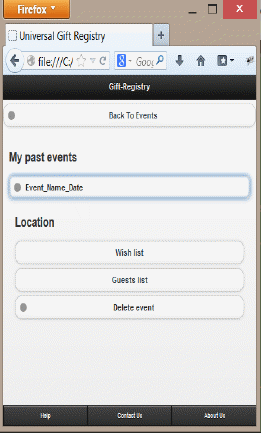 Firefox
Universal Gift Registry
file:///C:/
Goog
Gift-Registry
Back To Events
My past events
Event_Name_Date
Location
Wish list
Guests list
Delete event
Help
Contact Us
About Us